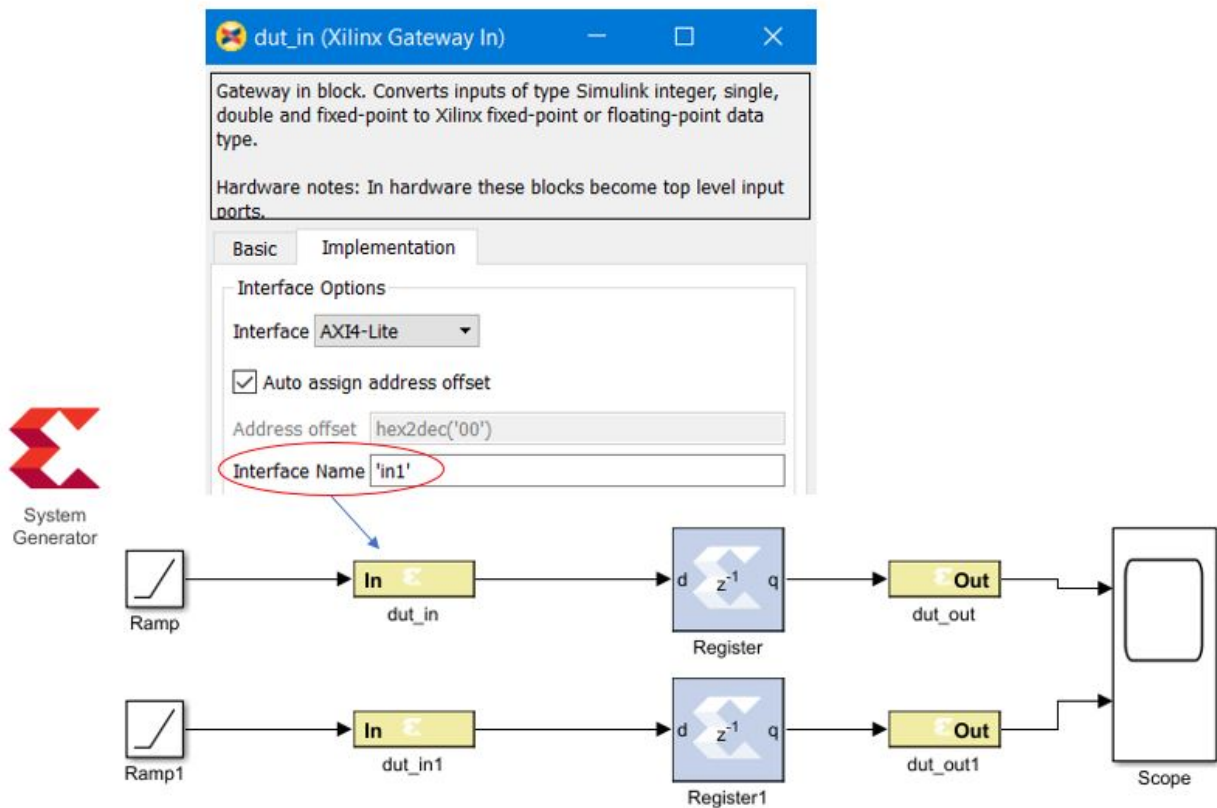 dut_in (Xilinx Gateway In)
Gateway in block. Converts inputs of type Simulink integer, single,
double and fixed-point to Xilinx fixed-point or floating-point data
type.
Hardware notes: In hardware these blocks become top level input
ports.
Basic Implementation
Interface Options
Interface AXI4-Lite
Auto assign address offset
Address offset hex2dec('00')
Interface Name 'in1'
System
Generator
Ramp
In
dut_in
d z⁻¹ q
Register
Out
dut_out
Ramp1
In
dut_in1
d z⁻¹ q
Register1
Out
dut_out1
Scope